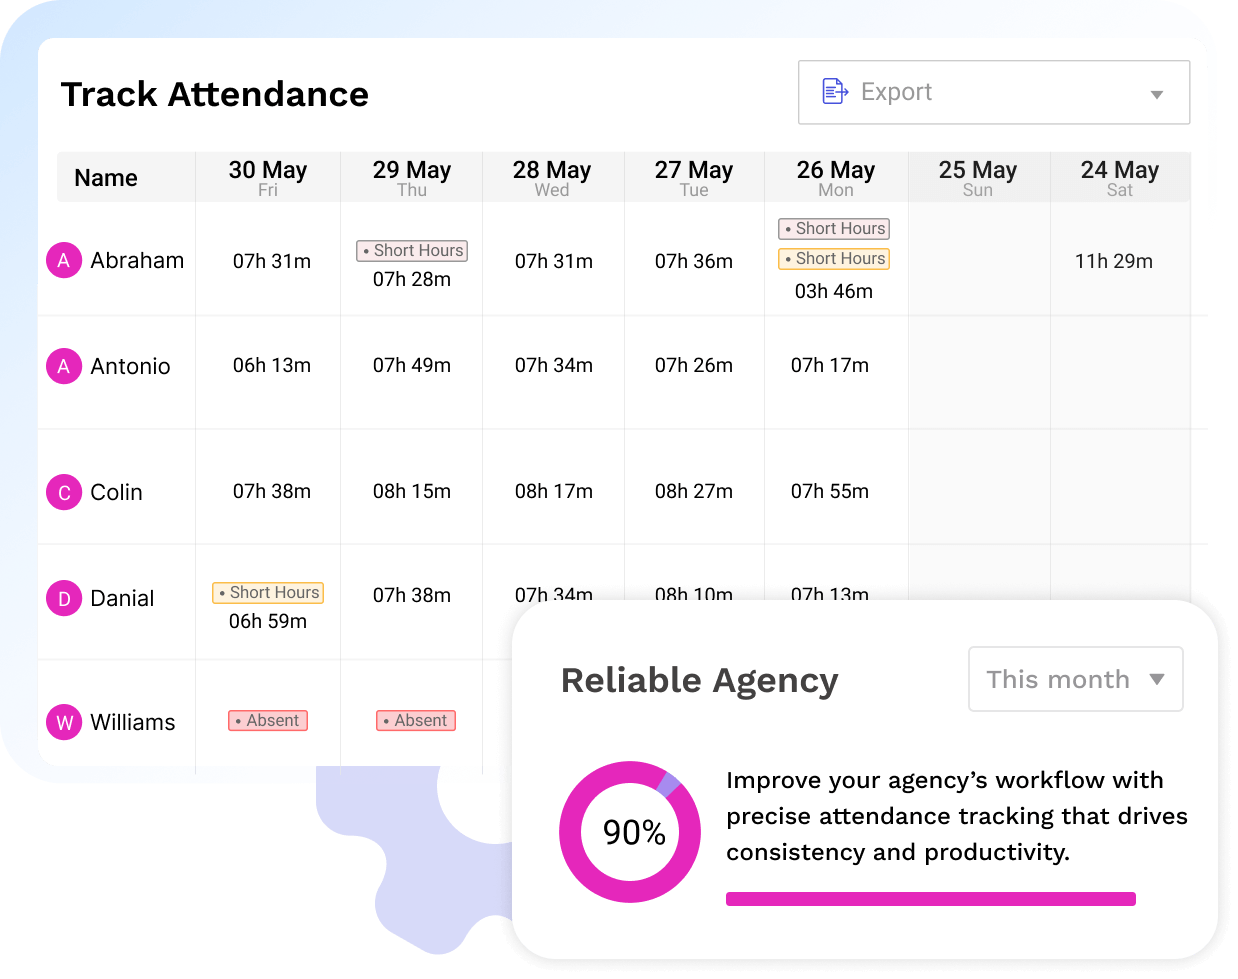 Track Attendance
Export
Name 30 May 29 May 28 May 27 May 26 May 25 May 24 May
Fri Thu Wed Tue Mon Sun Sat
• Short Hours
A Abraham 07h 31m • Short Hours 07h 31m 07h 36m • Short Hours 11h 29m
07h 28m 03h 46m
A Antonio 06h 13m 07h 49m 07h 34m 07h 26m 07h 17m
C Colin 07h 38m 08h 15m 08h 17m 08h 27m 07h 55m
D Danial • Short Hours 07h 38m 07h 34m 08h 10m 07h 13m
06h 59m
W Williams • Absent • Absent
Reliable Agency
This month
90%
Improve your agency’s workflow with
precise attendance tracking that drives
consistency and productivity.